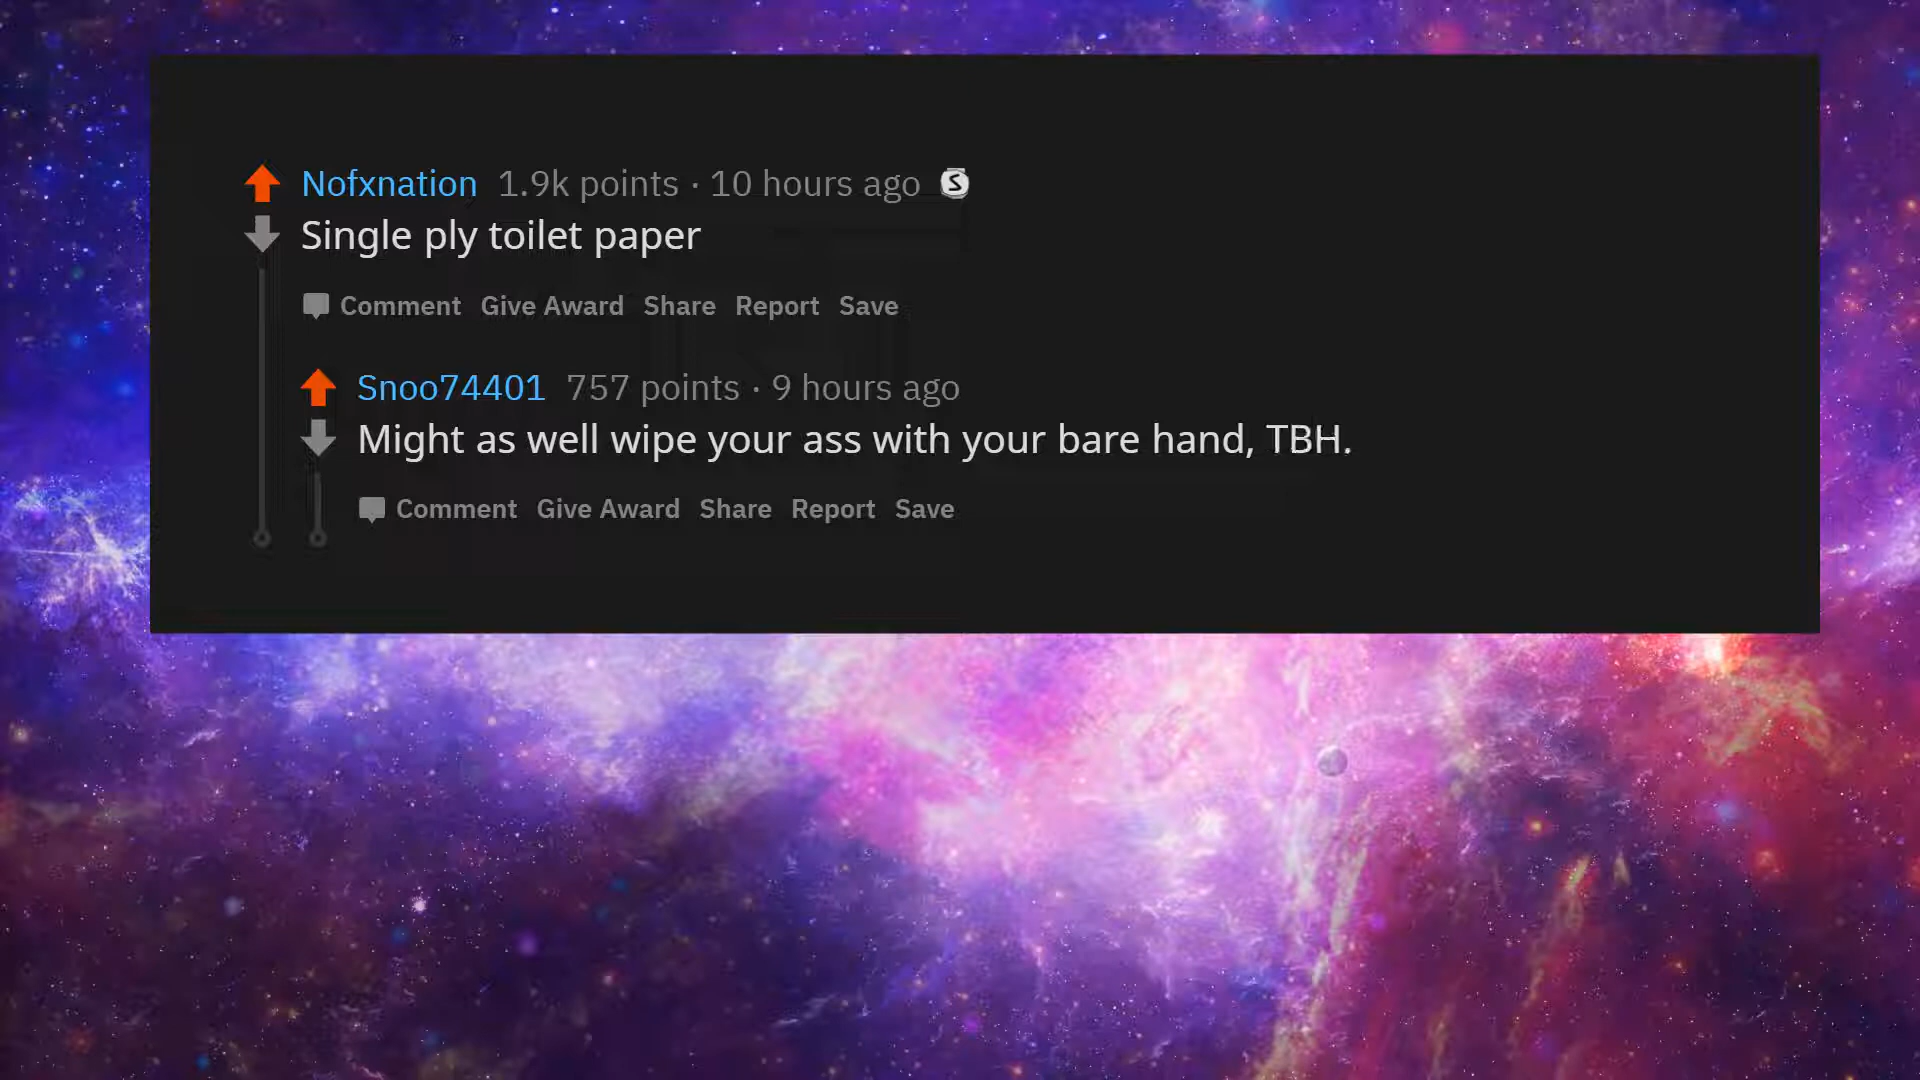 Nofxnation 1.9k points · 10 hours ago
Single ply toilet paper
Comment Give Award Share Report Save
Snoo74401 757 points · 9 hours ago
Might as well wipe your ass with your bare hand, TBH.
Comment Give Award Share Report Save